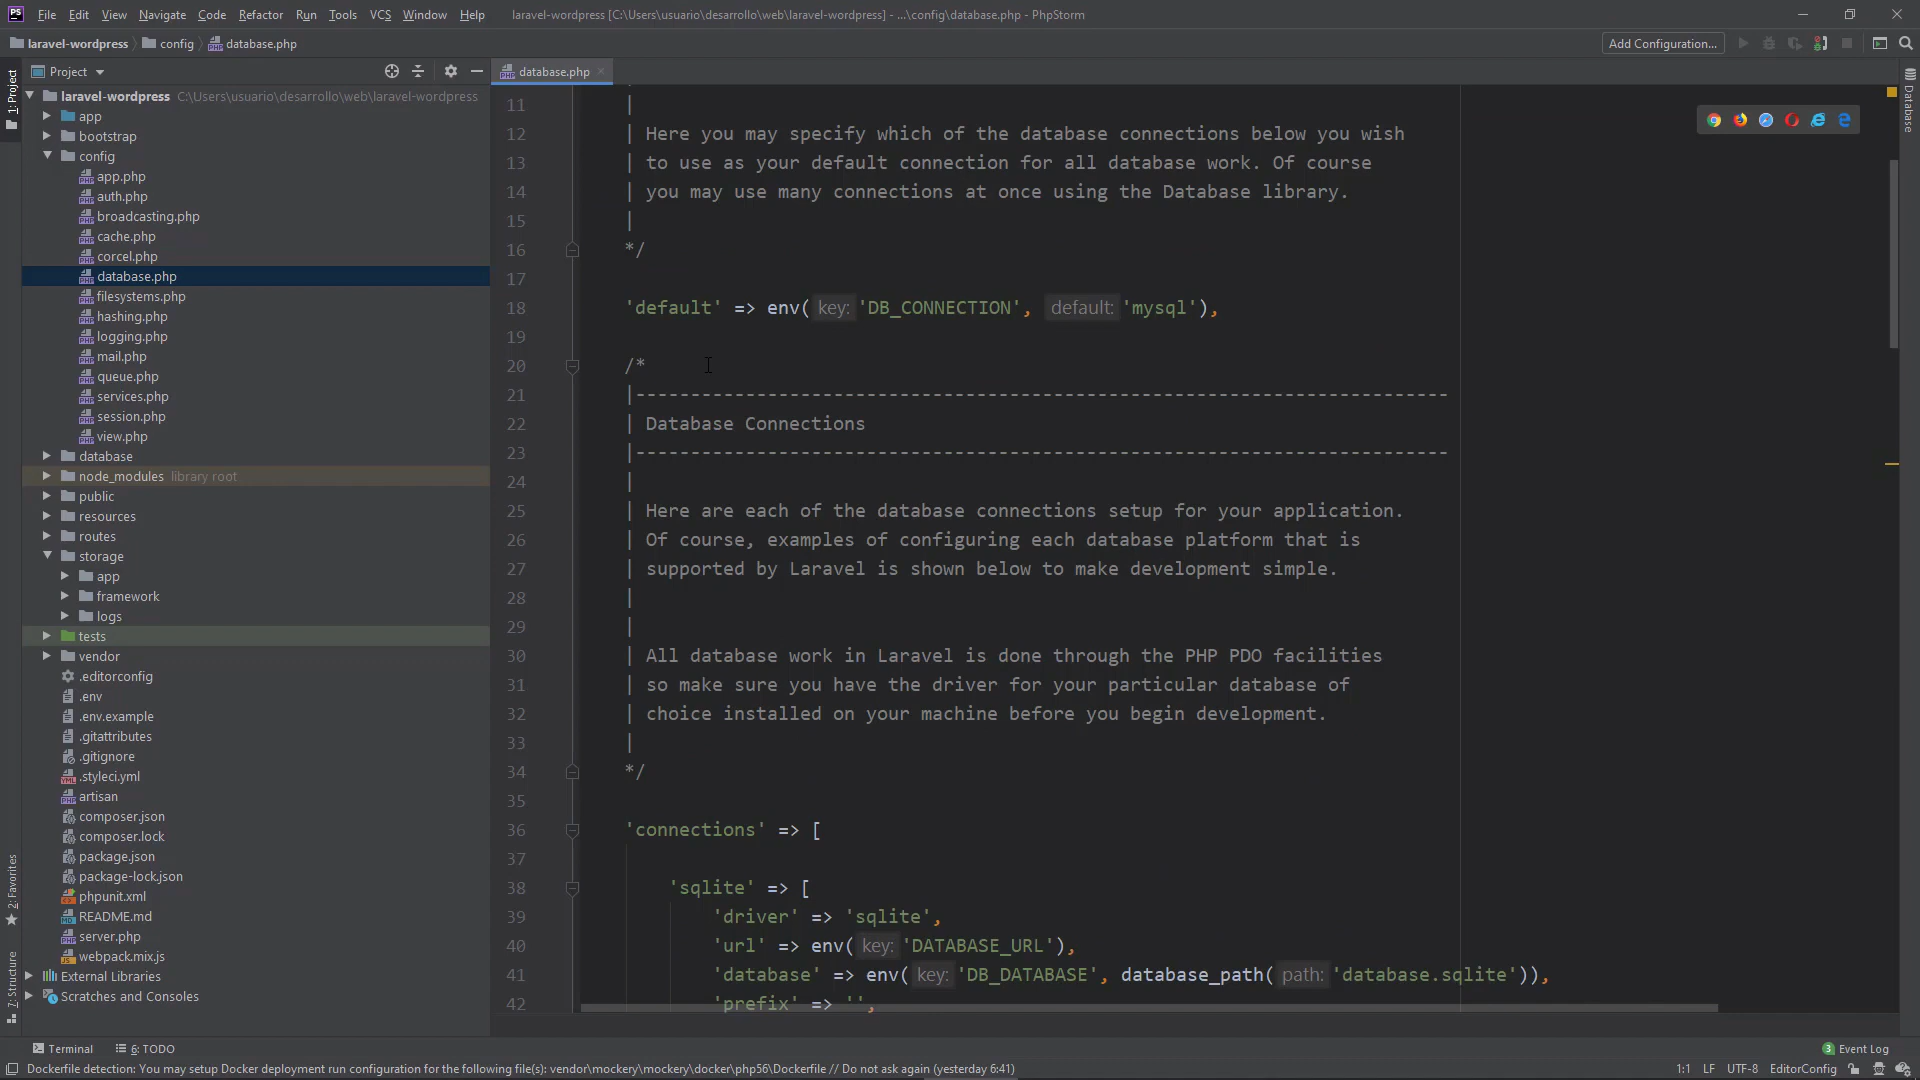 File Edit View Navigate Code Refactor Run Tools VCS Window Help laravel-wordpress [C:\Users\usuario\desarrollo\web\laravel-wordpress] - ...\config\database.php - PhpStorm
laravel-wordpress config database.php Add Configuration...
Project database.php
1: Project
laravel-wordpress C:\Users\usuario\desarrollo\web\laravel-wordpress
app
bootstrap
config
app.php
auth.php
broadcasting.php
cache.php
corcel.php
database.php
filesystems.php
hashing.php
logging.php
mail.php
queue.php
services.php
session.php
view.php
database
node_modules library root
public
resources
routes
storage
app
framework
logs
tests
vendor
.editorconfig
.env
.env.example
.gitattributes
.gitignore
.styleci.yml
artisan
composer.json
composer.lock
package.json
package-lock.json
phpunit.xml
README.md
server.php
webpack.mix.js
External Libraries
Scratches and Consoles
2: Favorites
7: Structure
11 |
12 | Here you may specify which of the database connections below you wish
13 | to use as your default connection for all database work. Of course
14 | you may use many connections at once using the Database library.
15 |
16 */
17
18 'default' => env( key: 'DB_CONNECTION', default: 'mysql'),
19
20 /*
21 |--------------------------------------------------------------------------
22 | Database Connections
23 |--------------------------------------------------------------------------
24 |
25 | Here are each of the database connections setup for your application.
26 | Of course, examples of configuring each database platform that is
27 | supported by Laravel is shown below to make development simple.
28 |
29 |
30 | All database work in Laravel is done through the PHP PDO facilities
31 | so make sure you have the driver for your particular database of
32 | choice installed on your machine before you begin development.
33 |
34 */
35
36 'connections' => [
37
38 'sqlite' => [
39 'driver' => 'sqlite',
40 'url' => env( key: 'DATABASE_URL'),
41 'database' => env( key: 'DB_DATABASE', database_path( path: 'database.sqlite')),
42 'prefix' => '',
Database
Terminal 6: TODO 3 Event Log
Dockerfile detection: You may setup Docker deployment run configuration for the following file(s): vendor\mockery\mockery\docker\php56\Dockerfile // Do not ask again (yesterday 6:41) 1:1 LF UTF-8 EditorConfig